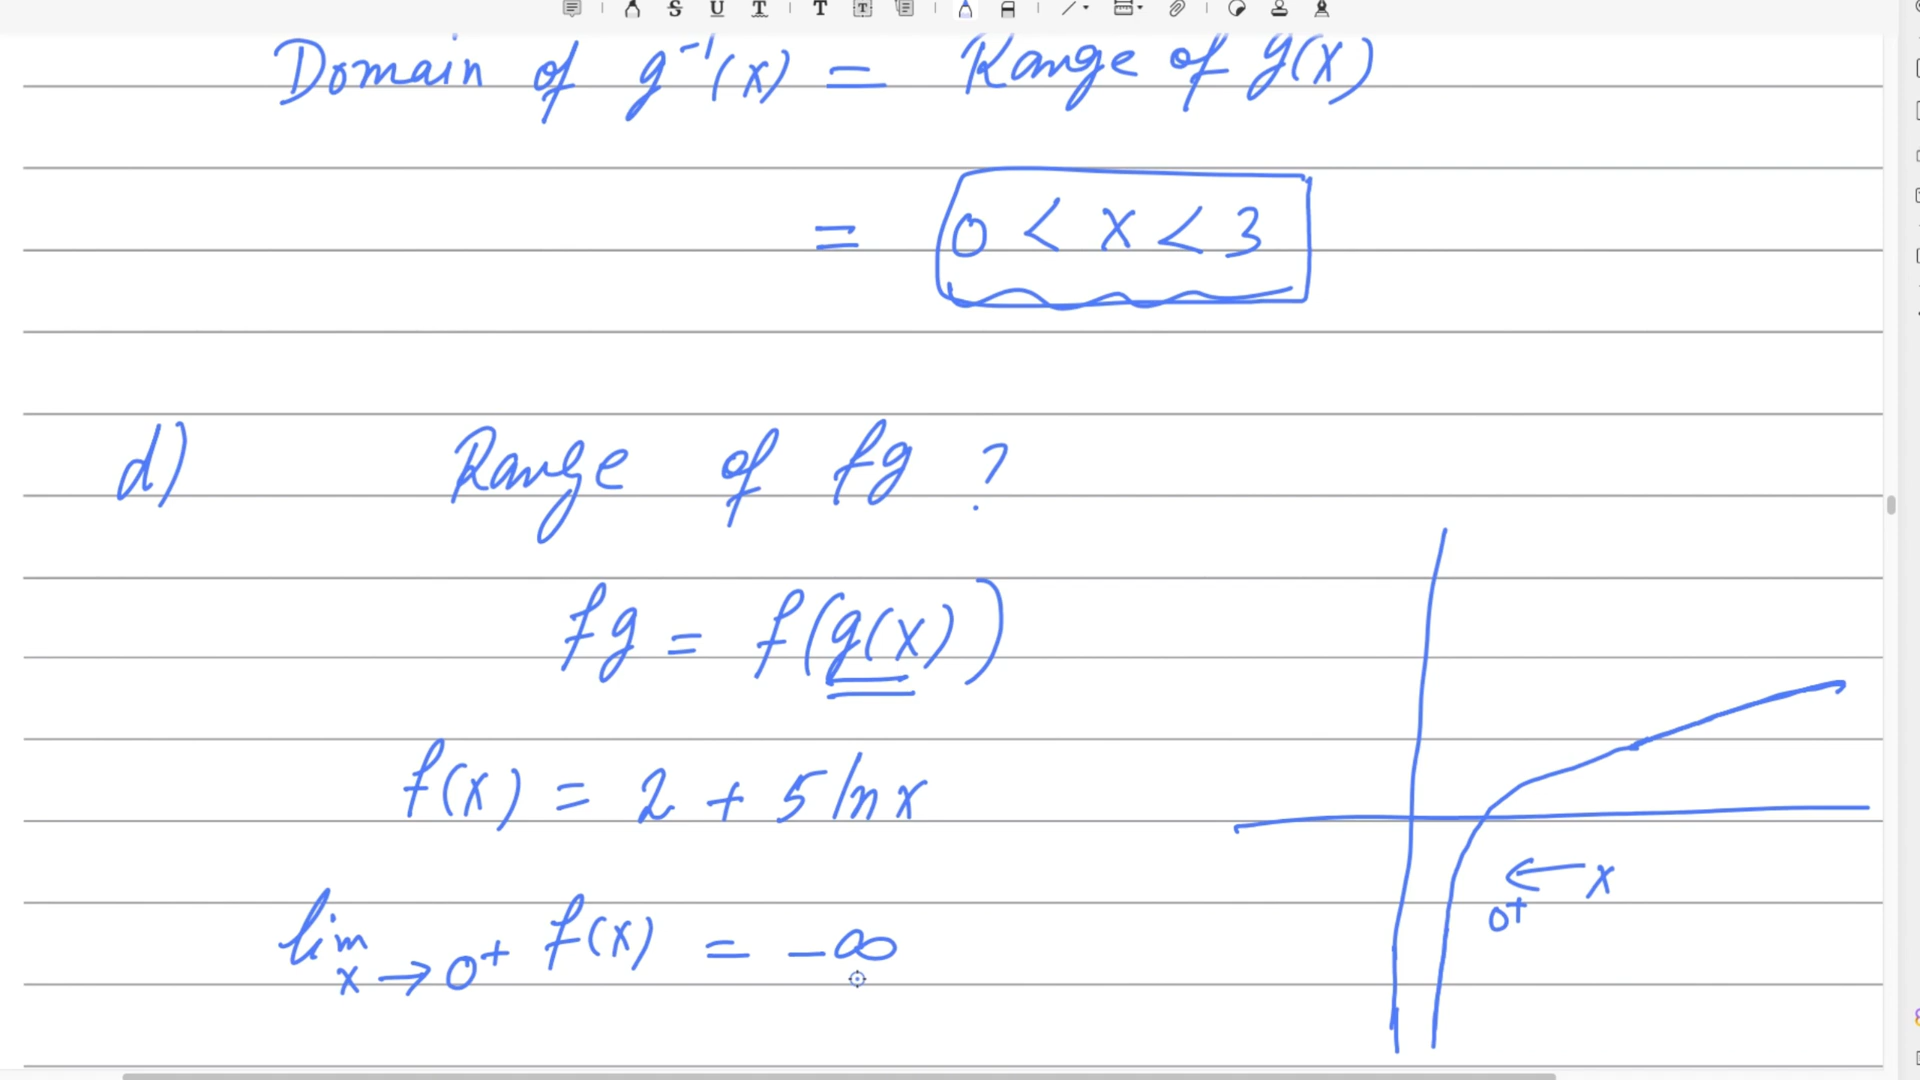 Domain of g⁻¹(x) = Range of g(x)
= 0 < x < 3
d) Range of fg ?
fg = f(g(x))
f(x) = 2 + 5 ln x
← x
0⁺
lim x → 0⁺ f(x) = −∞